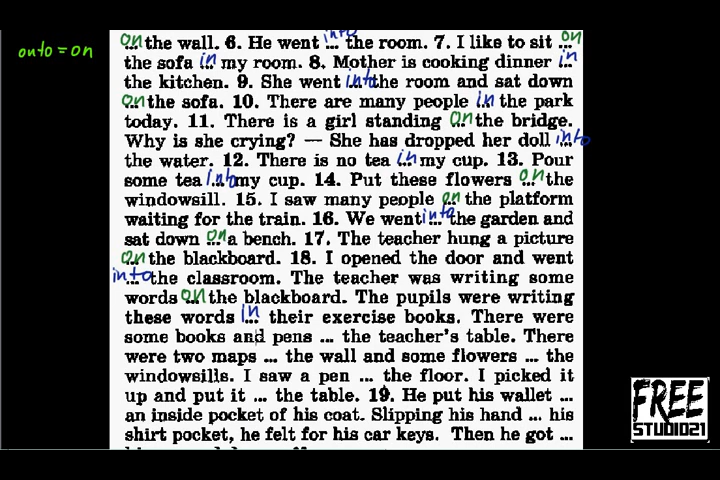 onto = on
on the wall. 6. He went into the room. 7. I like to sit on
the sofa in my room. 8. Mother is cooking dinner in
the kitchen. 9. She went into the room and sat down
on the sofa. 10. There are many people in the park
today. 11. There is a girl standing on the bridge.
Why is she crying? — She has dropped her doll into
the water. 12. There is no tea in my cup. 13. Pour
some tea into my cup. 14. Put these flowers on the
windowsill. 15. I saw many people on the platform
waiting for the train. 16. We went into the garden and
sat down on a bench. 17. The teacher hung a picture
on the blackboard. 18. I opened the door and went
into the classroom. The teacher was writing some
words on the blackboard. The pupils were writing
these words in their exercise books. There were
some books and pens ... the teacher's table. There
were two maps ... the wall and some flowers ... the
windowsills. I saw a pen ... the floor. I picked it
up and put it ... the table. 19. He put his wallet ...
an inside pocket of his coat. Slipping his hand ... his
shirt pocket, he felt for his car keys. Then he got ...
FREE
STUDIO21